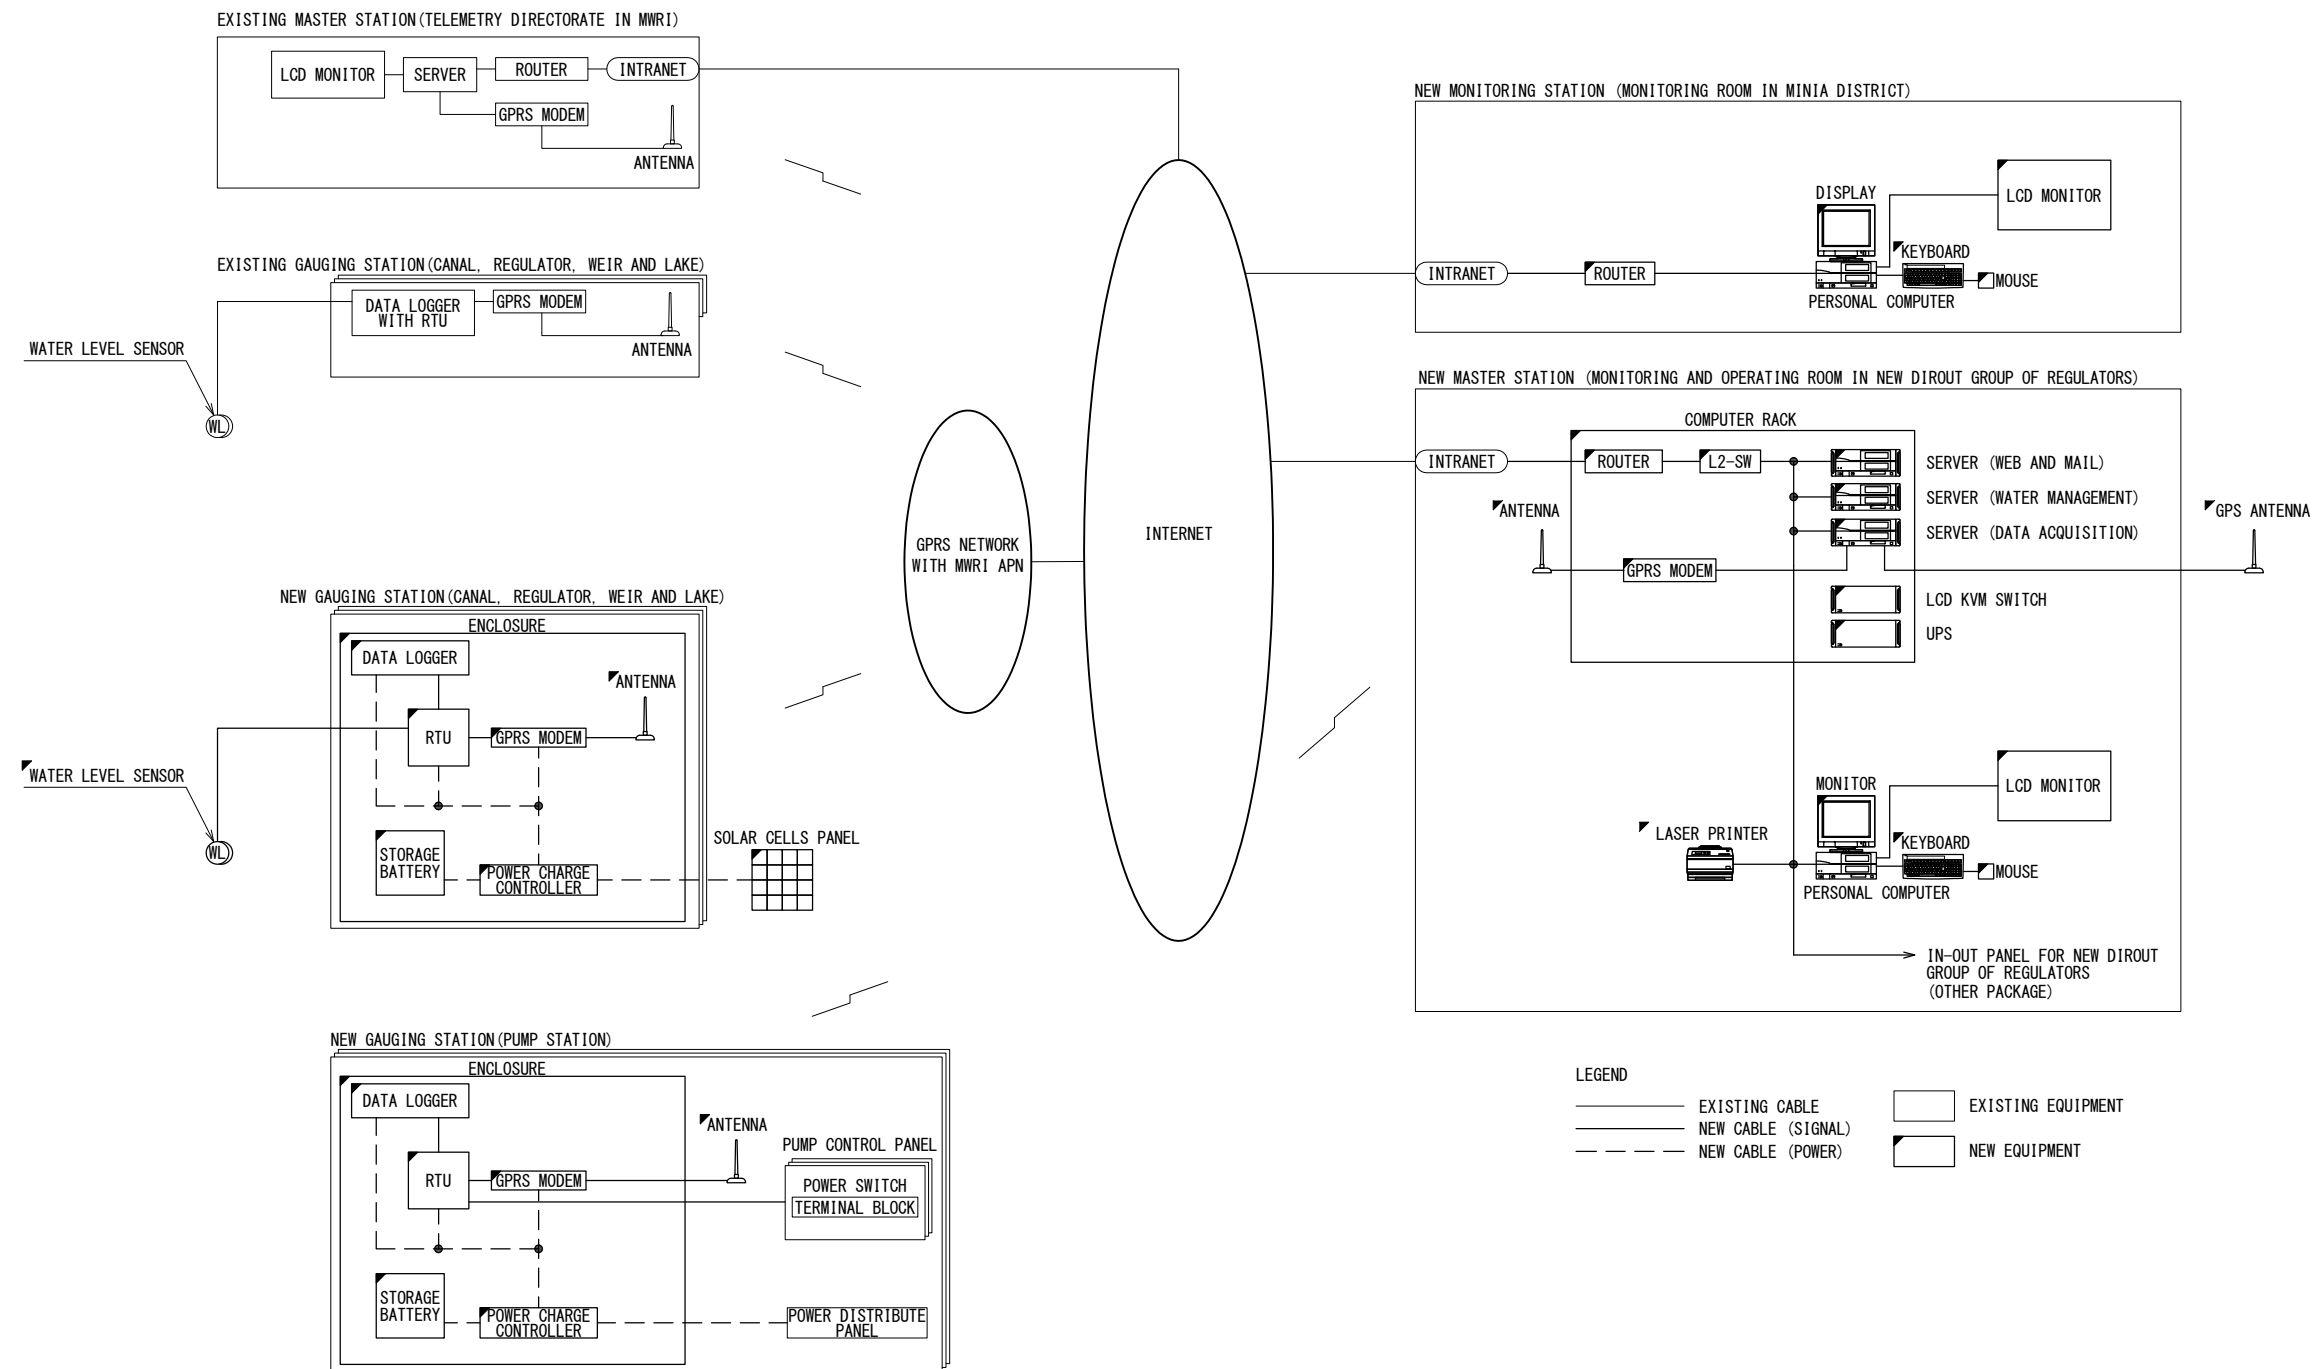 EXISTING MASTER STATION(TELEMETRY DIRECTORATE IN MWRI)
LCD MONITOR
SERVER
ROUTER
INTRANET
GPRS MODEM
ANTENNA
EXISTING GAUGING STATION(CANAL, REGULATOR, WEIR AND LAKE)
DATA LOGGER
WITH RTU
GPRS MODEM
ANTENNA
WATER LEVEL SENSOR
WL
NEW GAUGING STATION(CANAL, REGULATOR, WEIR AND LAKE)
ENCLOSURE
DATA LOGGER
ANTENNA
RTU
GPRS MODEM
WATER LEVEL SENSOR
WL
STORAGE
BATTERY
POWER CHARGE
CONTROLLER
SOLAR CELLS PANEL
NEW GAUGING STATION(PUMP STATION)
ENCLOSURE
DATA LOGGER
ANTENNA
RTU
GPRS MODEM
PUMP CONTROL PANEL
POWER SWITCH
TERMINAL BLOCK
STORAGE
BATTERY
POWER CHARGE
CONTROLLER
POWER DISTRIBUTE
PANEL
GPRS NETWORK
WITH MWRI APN
INTERNET
NEW MONITORING STATION (MONITORING ROOM IN MINIA DISTRICT)
INTRANET
ROUTER
DISPLAY
PERSONAL COMPUTER
LCD MONITOR
KEYBOARD
MOUSE
NEW MASTER STATION (MONITORING AND OPERATING ROOM IN NEW DIROUT GROUP OF REGULATORS)
COMPUTER RACK
INTRANET
ROUTER
L2-SW
SERVER (WEB AND MAIL)
SERVER (WATER MANAGEMENT)
SERVER (DATA ACQUISITION)
ANTENNA
GPS ANTENNA
GPRS MODEM
LCD KVM SWITCH
UPS
MONITOR
LCD MONITOR
LASER PRINTER
KEYBOARD
MOUSE
PERSONAL COMPUTER
IN-OUT PANEL FOR NEW DIROUT
GROUP OF REGULATORS
(OTHER PACKAGE)
LEGEND
EXISTING CABLE
NEW CABLE (SIGNAL)
NEW CABLE (POWER)
EXISTING EQUIPMENT
NEW EQUIPMENT